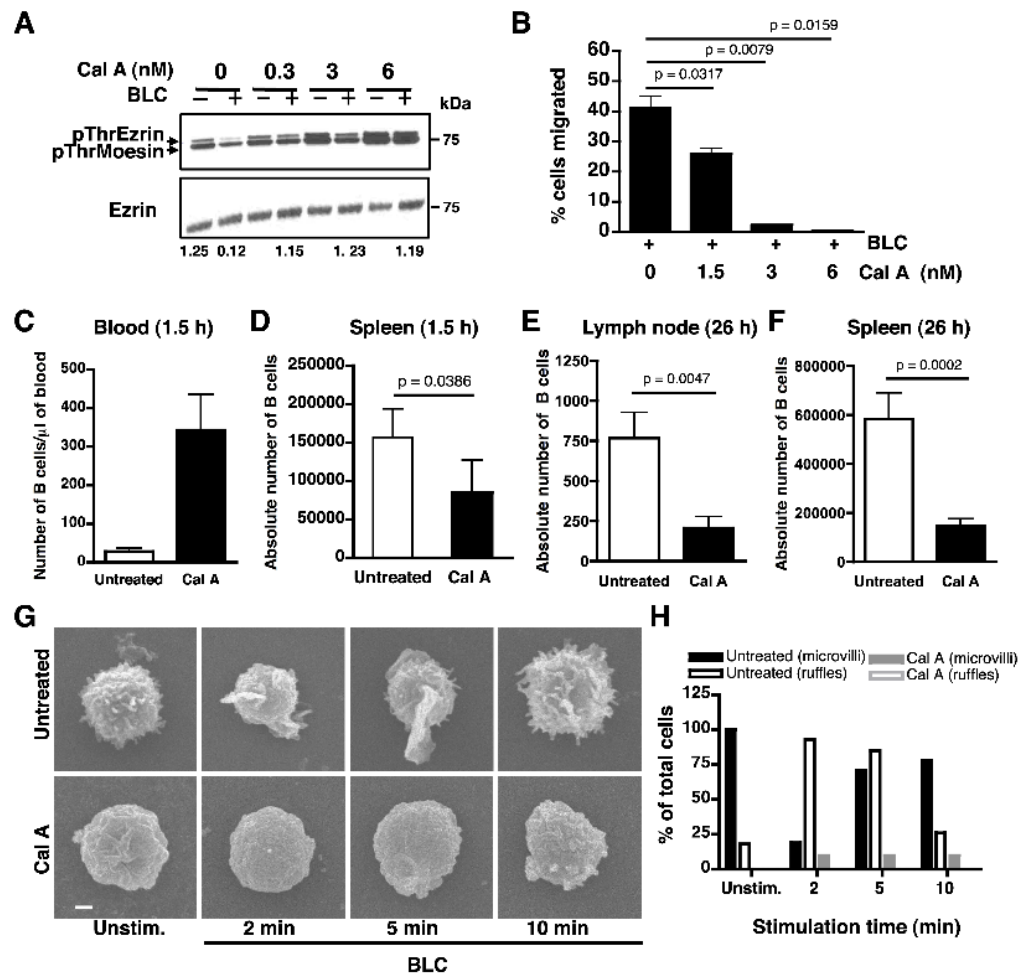 A
Cal A (nM) 0 0.3 3 6
BLC − + − + − + − + kDa
pThrEzrin
pThrMoesin
75
Ezrin
75
1.25 0.12 1.15 1. 23 1.19
B
p = 0.0159
p = 0.0079
p = 0.0317
% cells migrated
60
50
40
30
20
10
0
+ + + + BLC
0 1.5 3 6 Cal A (nM)
C Blood (1.5 h)
Number of B cells/µl of blood
500
400
300
200
100
0
Untreated Cal A
D Spleen (1.5 h)
Absolute number of B cells
250000
200000
150000
100000
50000
0
p = 0.0386
Untreated Cal A
E Lymph node (26 h)
Absolute number of B cells
1250
1000
750
500
250
0
p = 0.0047
Untreated Cal A
F Spleen (26 h)
Absolute number of B cells
800000
600000
400000
200000
0
p = 0.0002
Untreated Cal A
G
Untreated
Cal A
Unstim. 2 min 5 min 10 min
BLC
H
Untreated (microvilli) Cal A (microvilli)
Untreated (ruffles) Cal A (ruffles)
% of total cells
125
100
75
50
25
0
Unstim. 2 5 10
Stimulation time (min)